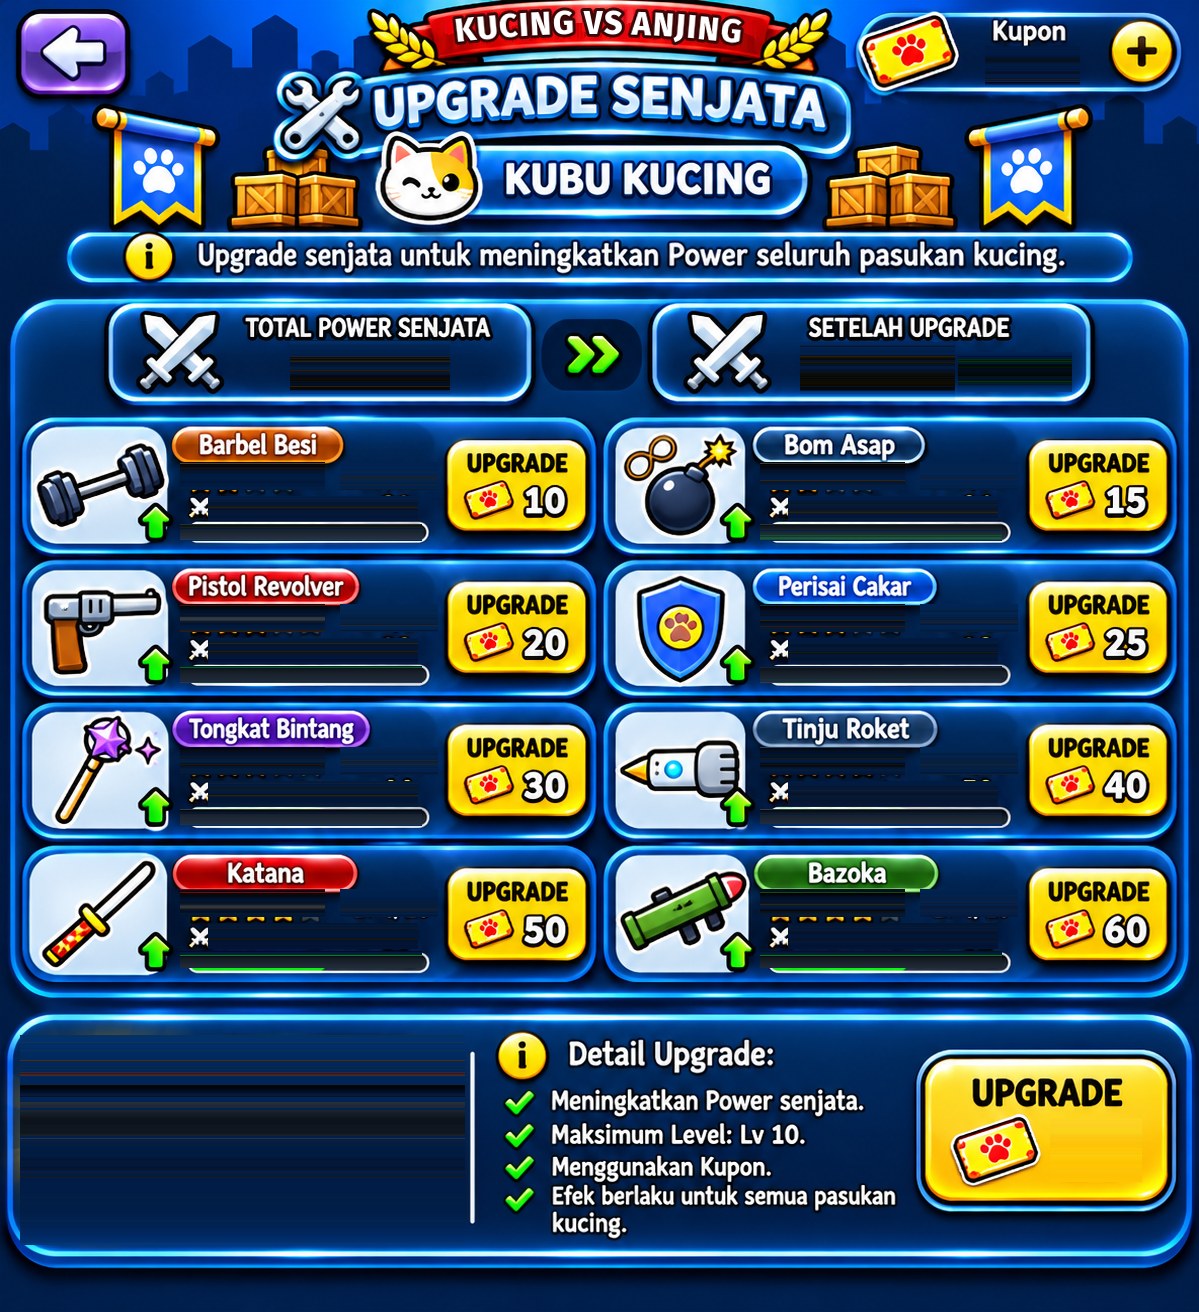 KUCING VS ANJING
Kupon
UPGRADE SENJATA
KUBU KUCING
Upgrade senjata untuk meningkatkan Power seluruh pasukan kucing.
TOTAL POWER SENJATA
SETELAH UPGRADE
Barbel Besi
UPGRADE
10
Bom Asap
UPGRADE
15
Pistol Revolver
UPGRADE
20
Perisai Cakar
UPGRADE
25
Tongkat Bintang
UPGRADE
30
Tinju Roket
UPGRADE
40
Katana
UPGRADE
50
Bazoka
UPGRADE
60
Detail Upgrade:
Meningkatkan Power senjata.
Maksimum Level: Lv 10.
Menggunakan Kupon.
Efek berlaku untuk semua pasukan
kucing.
UPGRADE